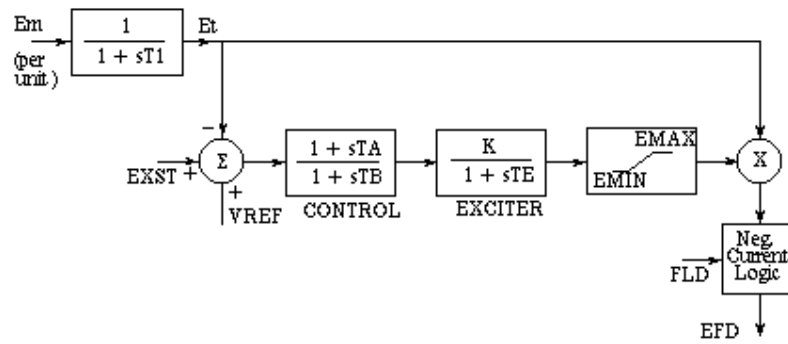 Em
(per
unit)
1
1 + sT1
Et
−
Σ
EXST +
+
VREF
1 + sTA
1 + sTB
CONTROL
K
1 + sTE
EXCITER
EMAX
EMIN
X
Neg.
Current
Logic
FLD
EFD